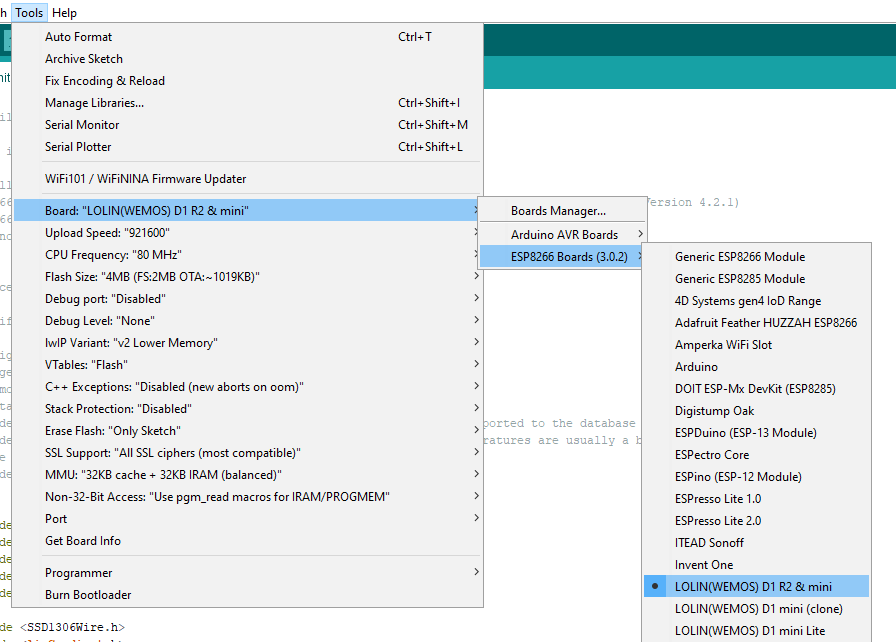 h Tools Help
Auto Format Ctrl+T
Archive Sketch
Fix Encoding & Reload
Manage Libraries... Ctrl+Shift+I
Serial Monitor Ctrl+Shift+M
Serial Plotter Ctrl+Shift+L
WiFi101 / WiFiNINA Firmware Updater
Board: "LOLIN(WEMOS) D1 R2 & mini"
Upload Speed: "921600"
CPU Frequency: "80 MHz"
Flash Size: "4MB (FS:2MB OTA:~1019KB)"
Debug port: "Disabled"
Debug Level: "None"
lwIP Variant: "v2 Lower Memory"
VTables: "Flash"
C++ Exceptions: "Disabled (new aborts on oom)"
Stack Protection: "Disabled"
Erase Flash: "Only Sketch"
SSL Support: "All SSL ciphers (most compatible)"
MMU: "32KB cache + 32KB IRAM (balanced)"
Non-32-Bit Access: "Use pgm_read macros for IRAM/PROGMEM"
Port
Get Board Info
Programmer
Burn Bootloader
Boards Manager...
Arduino AVR Boards
ESP8266 Boards (3.0.2)
Generic ESP8266 Module
Generic ESP8285 Module
4D Systems gen4 IoD Range
Adafruit Feather HUZZAH ESP8266
Amperka WiFi Slot
Arduino
DOIT ESP-Mx DevKit (ESP8285)
Digistump Oak
ESPDuino (ESP-13 Module)
ESPectro Core
ESPino (ESP-12 Module)
ESPresso Lite 1.0
ESPresso Lite 2.0
ITEAD Sonoff
Invent One
LOLIN(WEMOS) D1 R2 & mini
LOLIN(WEMOS) D1 mini (clone)
LOLIN(WEMOS) D1 mini Lite
ersion 4.2.1)
ported to the database
ratures are usually a b
de <SSD1306Wire.h>